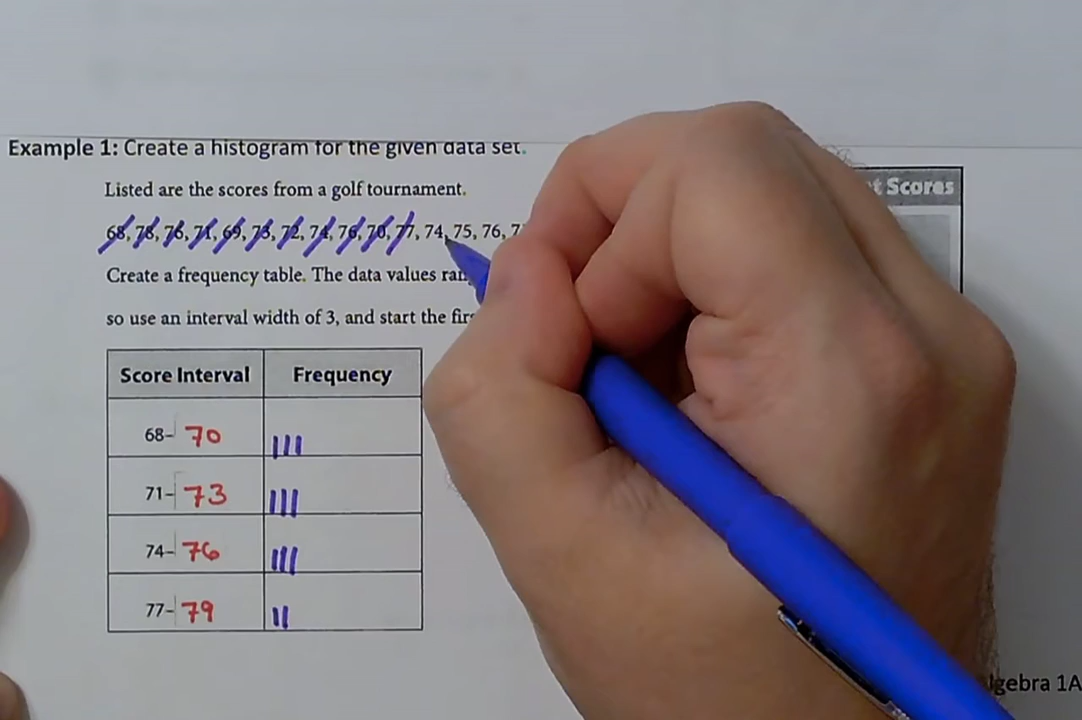 Example 1: Create a histogram for the given data set.
Scores
Listed are the scores from a golf tournament.
68, 78, 76, 71, 69, 73, 72, 74, 76, 70, 77, 74, 75, 76,
Create a frequency table. The data values
so use an interval width of 3, and start the
Score Interval Frequency
68- 70 |||
71- 73 |||
74- 76 |||
77- 79 ||
1A